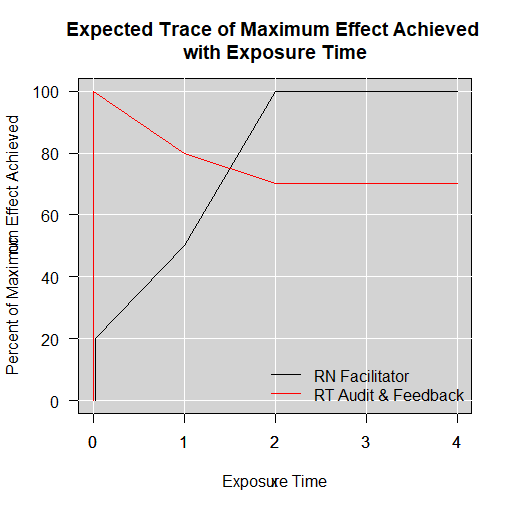 Expected Trace of Maximum Effect Achieved
with Exposure Time
Percent of Maximum Effect Achieved
100
80
60
40
20
0
RN Facilitator
RT Audit & Feedback
0 1 2 3 4
Exposure Time